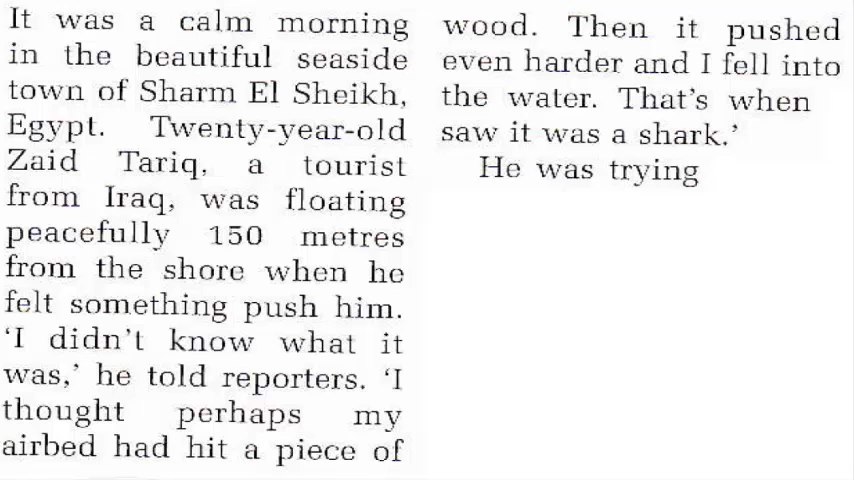 It was a calm morning
in the beautiful seaside
town of Sharm El Sheikh,
Egypt. Twenty-year-old
Zaid Tariq, a tourist
from Iraq, was floating
peacefully 150 metres
from the shore when he
felt something push him.
‘I didn’t know what it
was,’ he told reporters. ‘I
thought perhaps my
airbed had hit a piece of
wood. Then it pushed
even harder and I fell into
the water. That’s when
saw it was a shark.’
He was trying